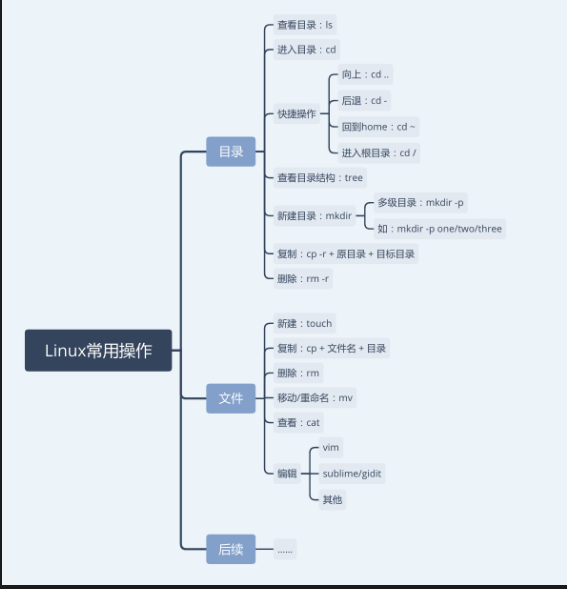 Linux常用操作
目录
查看目录：ls
进入目录：cd
快捷操作
向上：cd ..
后退：cd -
回到home：cd ~
进入根目录：cd /
查看目录结构：tree
新建目录：mkdir
多级目录：mkdir -p
如：mkdir -p one/two/three
复制：cp -r + 原目录 + 目标目录
删除：rm -r
文件
新建：touch
复制：cp + 文件名 + 目录
删除：rm
移动/重命名：mv
查看：cat
编辑
vim
sublime/gidit
其他
后续
......